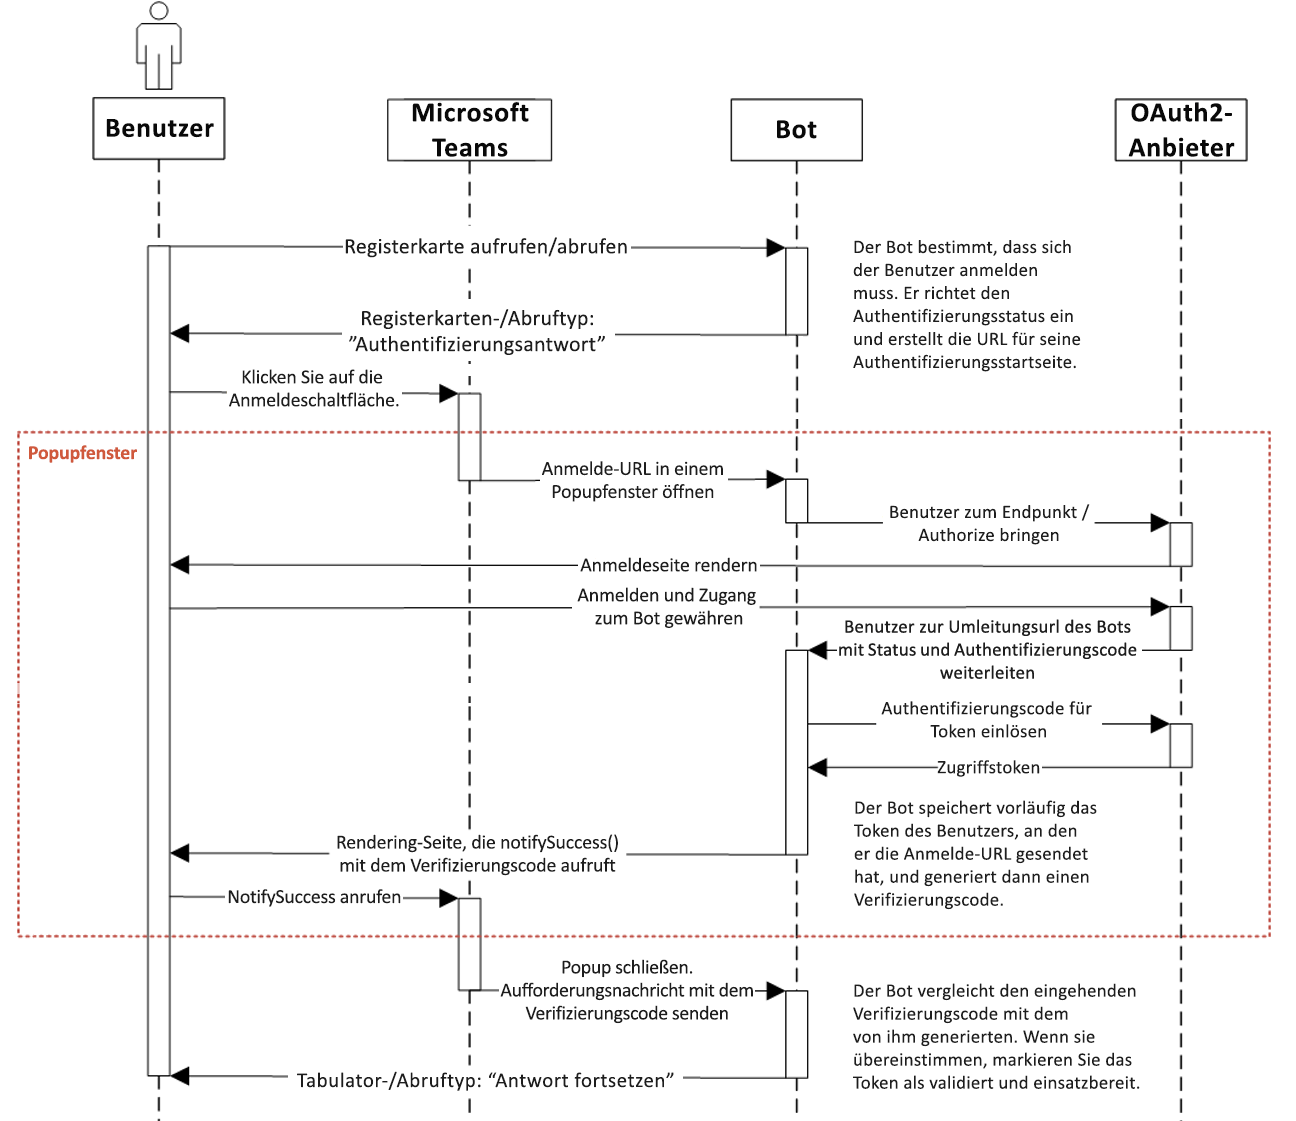 Benutzer
Microsoft
Teams
Bot
OAuth2-
Anbieter
Registerkarte aufrufen/abrufen
Der Bot bestimmt, dass sich
der Benutzer anmelden
muss. Er richtet den
Authentifizierungsstatus ein
und erstellt die URL für seine
Authentifizierungsstartseite.
Registerkarten-/Abruftyp:
”Authentifizierungsantwort”
Klicken Sie auf die
Anmeldeschaltfläche.
Popupfenster
Anmelde-URL in einem
Popupfenster öffnen
Benutzer zum Endpunkt /
Authorize bringen
Anmeldeseite rendern
Anmelden und Zugang
zum Bot gewähren
Benutzer zur Umleitungsurl des Bots
mit Status und Authentifizierungscode
weiterleiten
Authentifizierungscode für
Token einlösen
Zugriffstoken
Der Bot speichert vorläufig das
Token des Benutzers, an den
er die Anmelde-URL gesendet
hat, und generiert dann einen
Verifizierungscode.
Rendering-Seite, die notifySuccess()
mit dem Verifizierungscode aufruft
NotifySuccess anrufen
Popup schließen.
Aufforderungsnachricht mit dem
Verifizierungscode senden
Der Bot vergleicht den eingehenden
Verifizierungscode mit dem
von ihm generierten. Wenn sie
übereinstimmen, markieren Sie das
Token als validiert und einsatzbereit.
Tabulator-/Abruftyp: “Antwort fortsetzen”